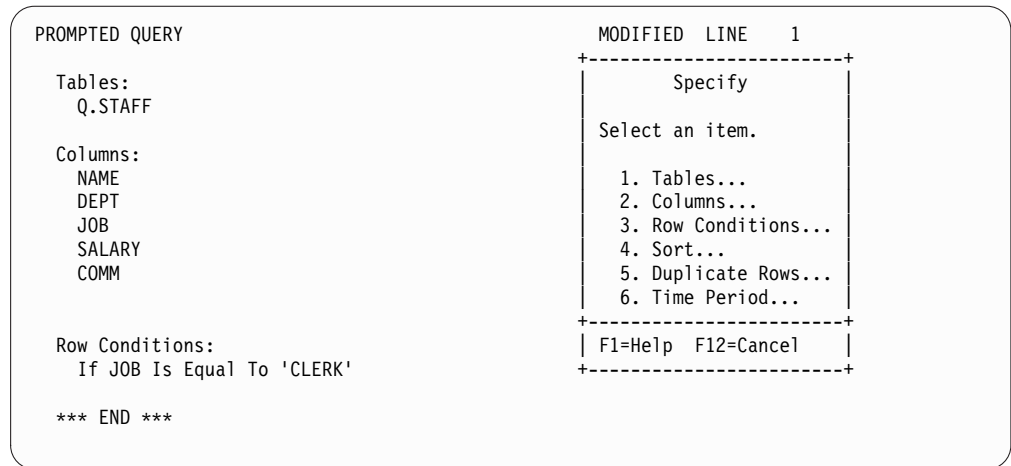 PROMPTED QUERY MODIFIED LINE 1
+------------------------+
Tables: | Specify |
Q.STAFF | |
| Select an item. |
Columns: | |
NAME | 1. Tables... |
DEPT | 2. Columns... |
JOB | 3. Row Conditions... |
SALARY | 4. Sort... |
COMM | 5. Duplicate Rows... |
| 6. Time Period... |
+------------------------+
Row Conditions: | F1=Help F12=Cancel |
If JOB Is Equal To 'CLERK' +------------------------+
*** END ***